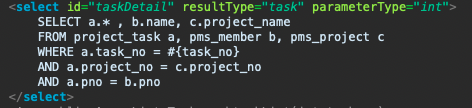 <select id="taskDetail" resultType="task" parameterType="int">
SELECT a.* , b.name, c.project_name
FROM project_task a, pms_member b, pms_project c
WHERE a.task_no = #{task_no}
AND a.project_no = c.project_no
AND a.pno = b.pno
</select>